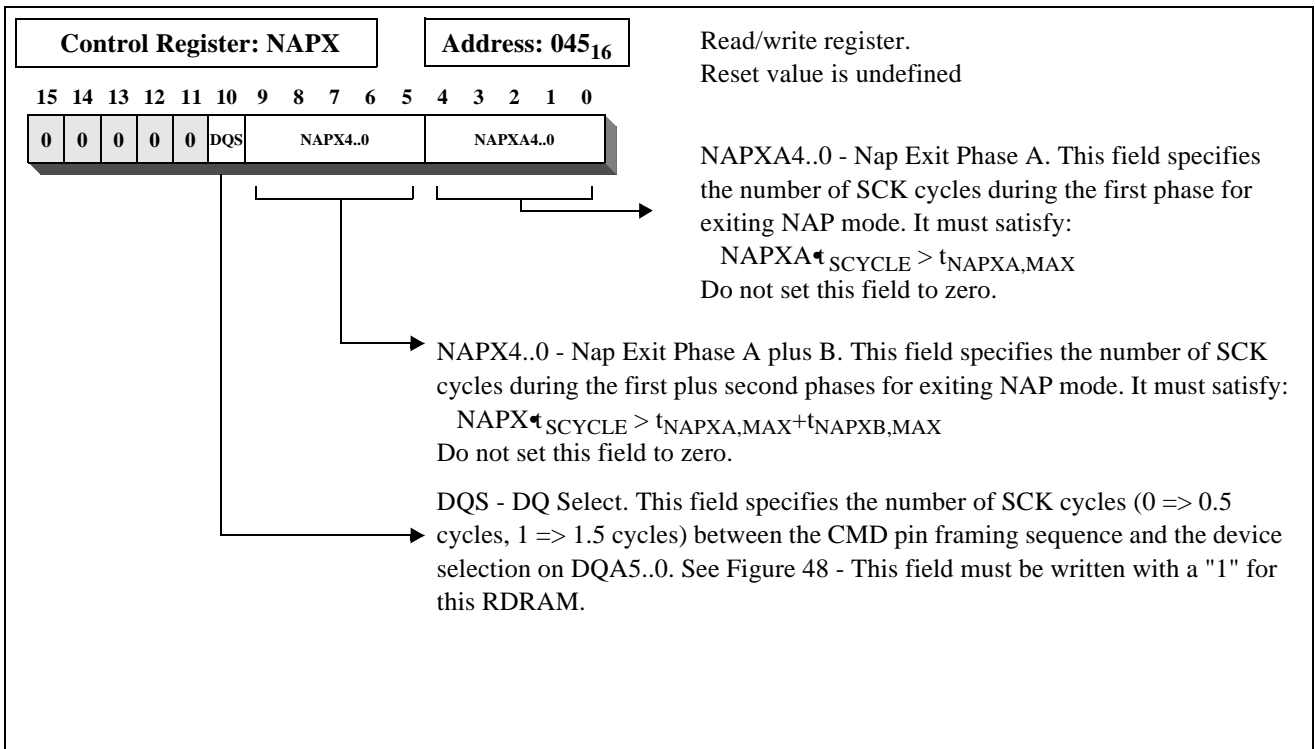 Control Register: NAPX
Address: 045₁₆
Read/write register.
Reset value is undefined
15 14 13 12 11 10 9 8 7 6 5 4 3 2 1 0
0 0 0 0 0 DQS NAPX4..0 NAPXA4..0
NAPXA4..0 - Nap Exit Phase A. This field specifies
the number of SCK cycles during the first phase for
exiting NAP mode. It must satisfy:
NAPXA•t SCYCLE > tNAPXA,MAX
Do not set this field to zero.
NAPX4..0 - Nap Exit Phase A plus B. This field specifies the number of SCK
cycles during the first plus second phases for exiting NAP mode. It must satisfy:
NAPX•t SCYCLE > tNAPXA,MAX+tNAPXB,MAX
Do not set this field to zero.
DQS - DQ Select. This field specifies the number of SCK cycles (0 => 0.5
cycles, 1 => 1.5 cycles) between the CMD pin framing sequence and the device
selection on DQA5..0. See Figure 48 - This field must be written with a "1" for
this RDRAM.